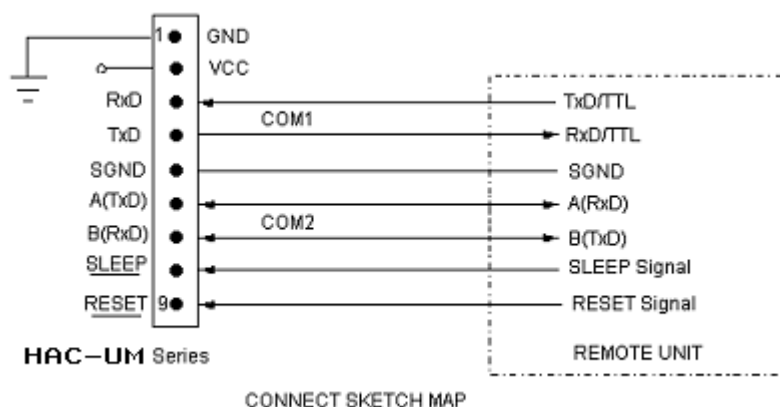 1 GND
VCC
RxD COM1 TxD/TTL
TxD RxD/TTL
SGND SGND
A(TxD) COM2 A(RxD)
B(RxD) B(TxD)
SLEEP SLEEP Signal
RESET 9 RESET Signal
HAC-UM Series REMOTE UNIT
CONNECT SKETCH MAP